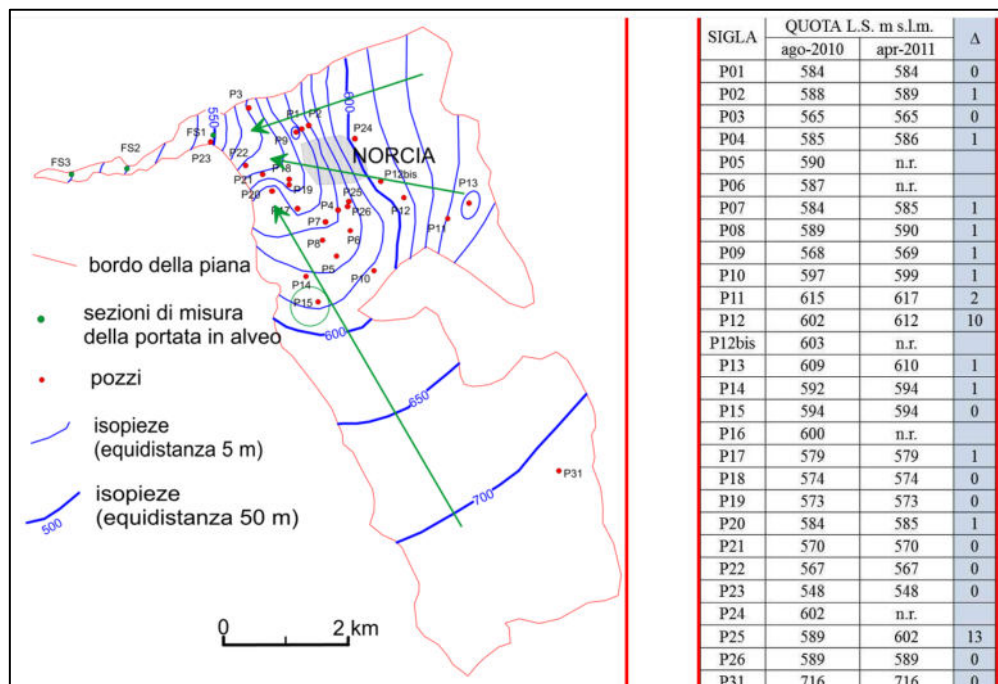 550
P3
FS1
P1
P2
600
P24
P9
FS3
FS2
P23
P22
NORCIA
P18
P21
P12bis
P19
P13
P20
P25
P17
P4
P26
P12
P7
P11
P6
P8
P5
P10
P14
P15
600
650
P31
700
bordo della piana
sezioni di misura
della portata in alveo
pozzi
isopieze
(equidistanza 5 m)
isopieze
(equidistanza 50 m)
500
0 2 km
SIGLA QUOTA L.S. m s.l.m. Δ
ago-2010 apr-2011
P01 584 584 0
P02 588 589 1
P03 565 565 0
P04 585 586 1
P05 590 n.r.
P06 587 n.r.
P07 584 585 1
P08 589 590 1
P09 568 569 1
P10 597 599 1
P11 615 617 2
P12 602 612 10
P12bis 603 n.r.
P13 609 610 1
P14 592 594 1
P15 594 594 0
P16 600 n.r.
P17 579 579 1
P18 574 574 0
P19 573 573 0
P20 584 585 1
P21 570 570 0
P22 567 567 0
P23 548 548 0
P24 602 n.r.
P25 589 602 13
P26 589 589 0
P31 716 716 0